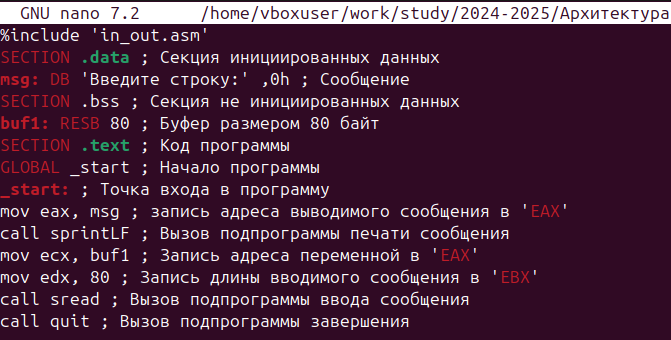 GNU nano 7.2 /home/vboxuser/work/study/2024-2025/Архитектура
%include 'in_out.asm'
SECTION .data ; Секция инициированных данных
msg: DB 'Введите строку:' ,0h ; Сообщение
SECTION .bss ; Секция не инициированных данных
buf1: RESB 80 ; Буфер размером 80 байт
SECTION .text ; Код программы
GLOBAL _start ; Начало программы
_start: ; Точка входа в программу
mov eax, msg ; запись адреса выводимого сообщения в 'EAX'
call sprintLF ; Вызов подпрограммы печати сообщения
mov ecx, buf1 ; Запись адреса переменной в 'EAX'
mov edx, 80 ; Запись длины вводимого сообщения в 'EBX'
call sread ; Вызов подпрограммы ввода сообщения
call quit ; Вызов подпрограммы завершения